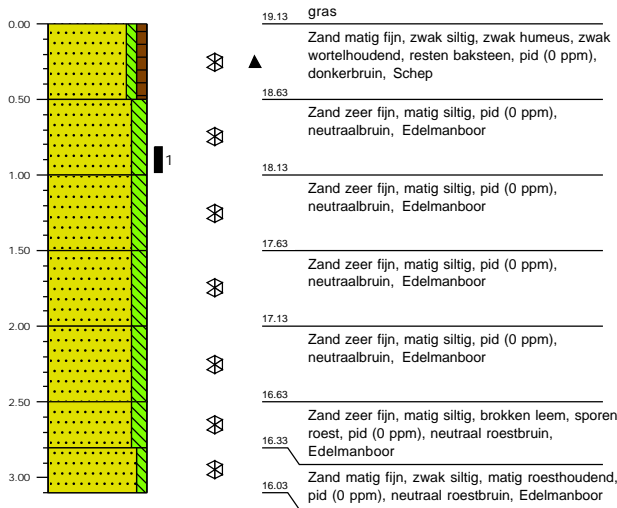 0.00
0.50
1.00
1.50
2.00
2.50
3.00
1
19.13
gras
Zand matig fijn, zwak siltig, zwak humeus, zwak
wortelhoudend, resten baksteen, pid (0 ppm),
donkerbruin, Schep
18.63
Zand zeer fijn, matig siltig, pid (0 ppm),
neutraalbruin, Edelmanboor
18.13
Zand zeer fijn, matig siltig, pid (0 ppm),
neutraalbruin, Edelmanboor
17.63
Zand zeer fijn, matig siltig, pid (0 ppm),
neutraalbruin, Edelmanboor
17.13
Zand zeer fijn, matig siltig, pid (0 ppm),
neutraalbruin, Edelmanboor
16.63
Zand zeer fijn, matig siltig, brokken leem, sporen
roest, pid (0 ppm), neutraal roestbruin,
Edelmanboor
16.33
Zand matig fijn, zwak siltig, matig roesthoudend,
pid (0 ppm), neutraal roestbruin, Edelmanboor
16.03